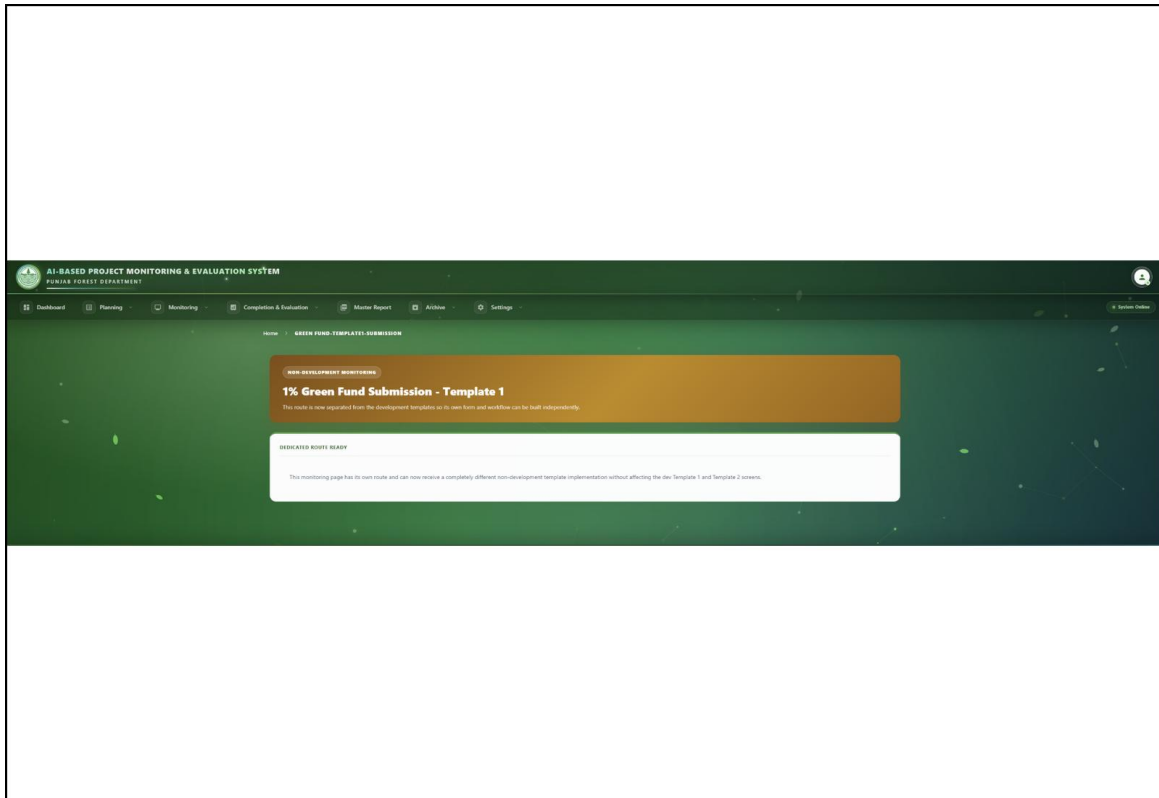 AI-BASED PROJECT MONITORING & EVALUATION SYSTEM
PUNJAB FOREST DEPARTMENT
Dashboard
Planning
Monitoring
Completion & Evaluation
Master Report
Archive
Settings
System Online
Home › GREEN FUND-TEMPLATE1-SUBMISSION
NON-DEVELOPMENT MONITORING
1% Green Fund Submission - Template 1
This route is now separated from the development templates so its own form and workflow can be built independently.
DEDICATED ROUTE READY
This monitoring page has its own route and can now receive a completely different non-development template implementation without affecting the dev Template 1 and Template 2 screens.